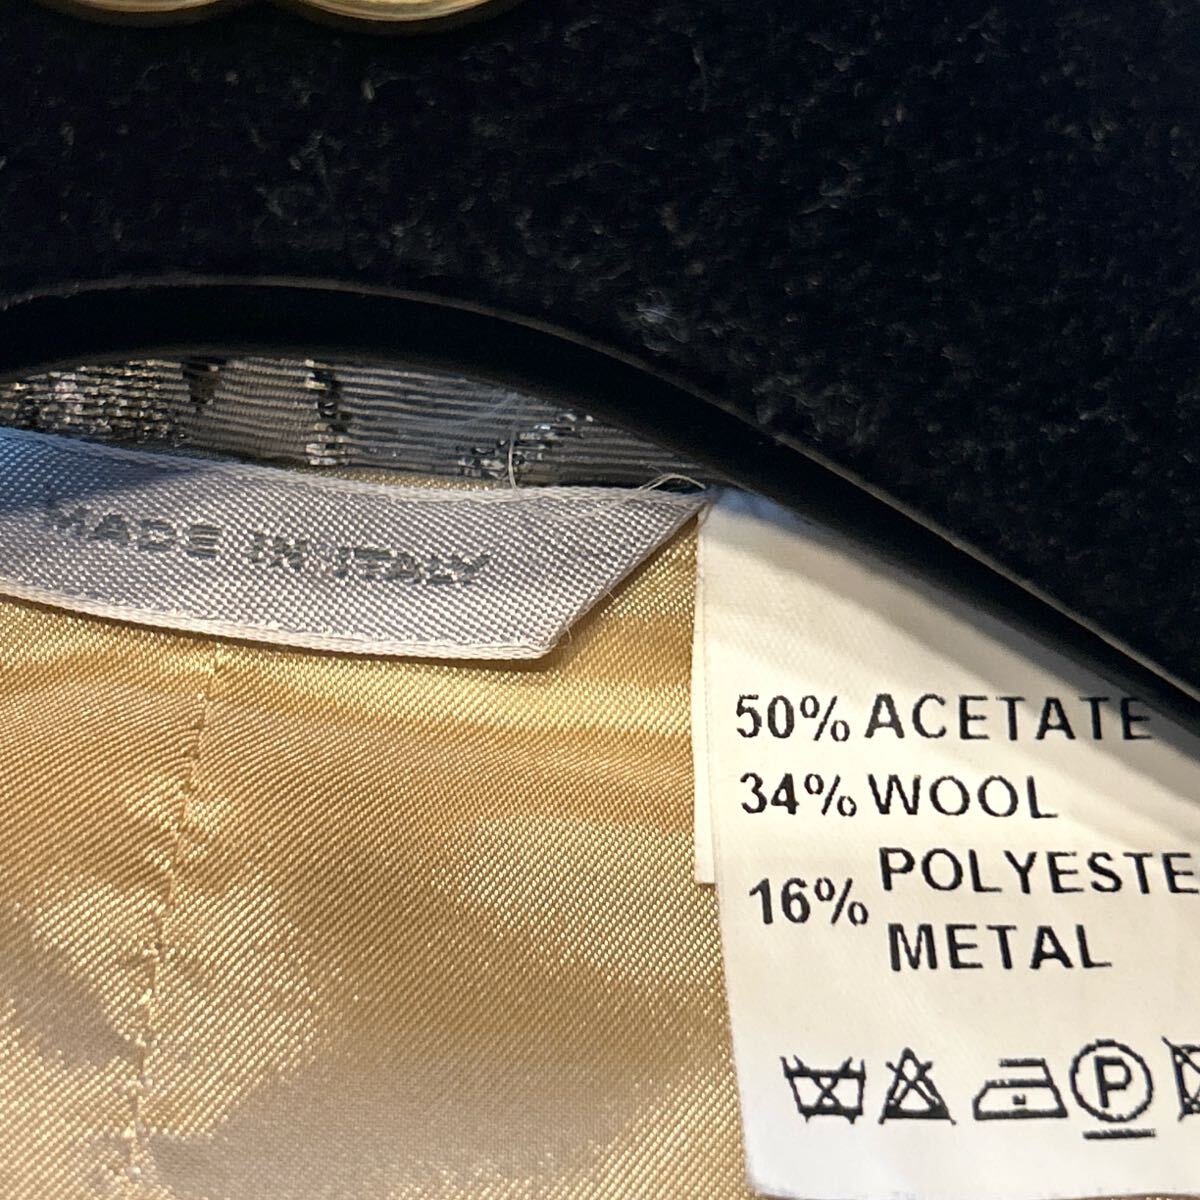 MADE IN ITALY
50% ACETATE
34% WOOL
16% POLYESTE
METAL
P